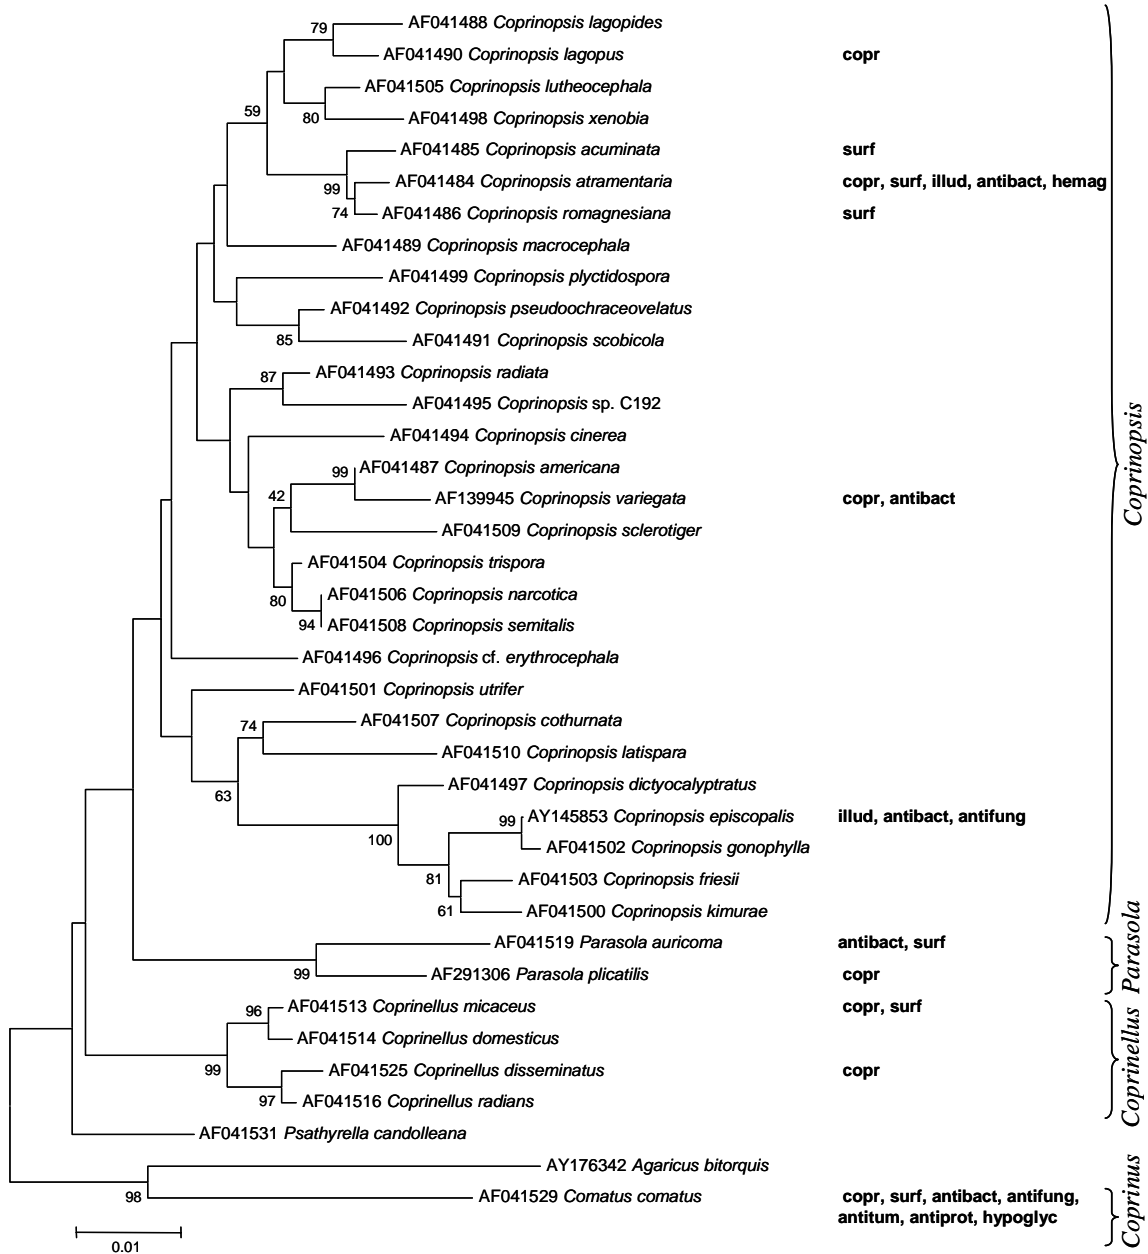 79 AF041488 Coprinopsis lagopides
AF041490 Coprinopsis lagopus copr
AF041505 Coprinopsis lutheocephala
59
80 AF041498 Coprinopsis xenobia
AF041485 Coprinopsis acuminata surf
99 AF041484 Coprinopsis atramentaria copr, surf, illud, antibact, hemag
74 AF041486 Coprinopsis romagnesiana surf
AF041489 Coprinopsis macrocephala
AF041499 Coprinopsis plyctidospora
AF041492 Coprinopsis pseudoochraceovelatus
85 AF041491 Coprinopsis scobicola
87 AF041493 Coprinopsis radiata
AF041495 Coprinopsis sp. C192
AF041494 Coprinopsis cinerea
99 AF041487 Coprinopsis americana
42 AF139945 Coprinopsis variegata copr, antibact
AF041509 Coprinopsis sclerotiger
AF041504 Coprinopsis trispora
80 AF041506 Coprinopsis narcotica
94 AF041508 Coprinopsis semitalis
AF041496 Coprinopsis cf. erythrocephala
AF041501 Coprinopsis utrifer
74 AF041507 Coprinopsis cothurnata
AF041510 Coprinopsis latispara
63 AF041497 Coprinopsis dictyocalyptratus
99 AY145853 Coprinopsis episcopalis illud, antibact, antifung
100 AF041502 Coprinopsis gonophylla
81 AF041503 Coprinopsis friesii
61 AF041500 Coprinopsis kimurae
Coprinopsis
AF041519 Parasola auricoma antibact, surf
99 AF291306 Parasola plicatilis copr
Parasola
96 AF041513 Coprinellus micaceus copr, surf
AF041514 Coprinellus domesticus
99 AF041525 Coprinellus disseminatus copr
97 AF041516 Coprinellus radians
Coprinellus
AF041531 Psathyrella candolleana
AY176342 Agaricus bitorquis
98 AF041529 Comatus comatus copr, surf, antibact, antifung,
antitum, antiprot, hypoglyc
Coprinus
0.01